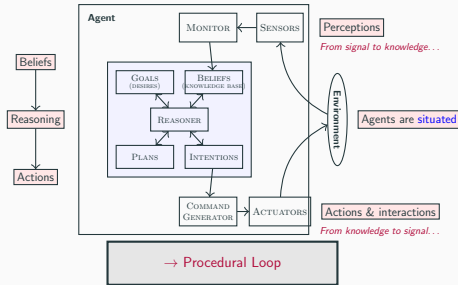 Agent
MONITOR
SENSORS
Perceptions
From signal to knowledge...
Beliefs
GOALS
(DESIRES)
BELIEFS
(KNOWLEDGE BASE)
Reasoning
REASONER
Environment
Agents are situated
PLANS
INTENTIONS
Actions
COMMAND
GENERATOR
ACTUATORS
Actions & interactions
From knowledge to signal...
→ Procedural Loop